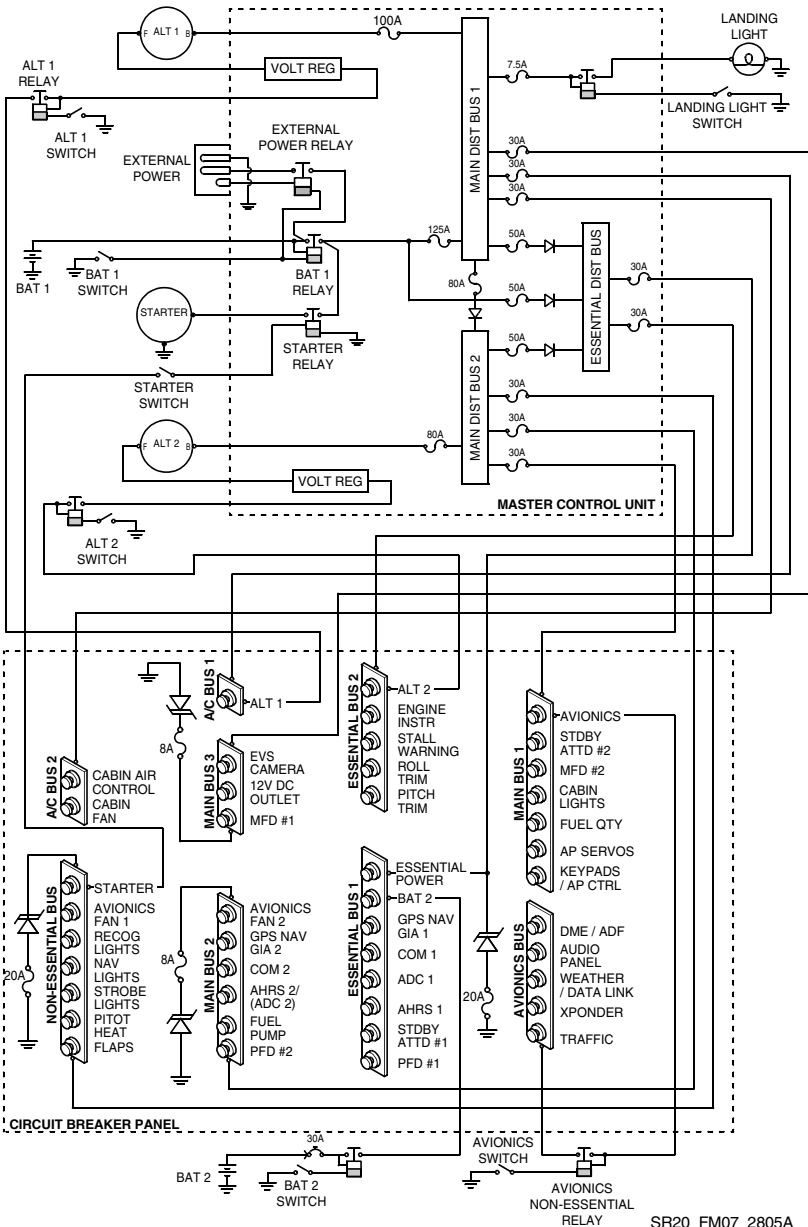 100A
LANDING
LIGHT
F ALT 1 B
VOLT REG
7.5A
ALT 1
RELAY
ALT 1
SWITCH
LANDING LIGHT
SWITCH
EXTERNAL
POWER RELAY
EXTERNAL
POWER
MAIN DIST BUS 1
30A
30A
30A
125A
50A
ESSENTIAL DIST BUS
30A
BAT 1
BAT 1
SWITCH
BAT 1
RELAY
80A
50A
30A
STARTER
STARTER
RELAY
50A
STARTER
SWITCH
MAIN DIST BUS 2
30A
30A
30A
F ALT 2 B
80A
VOLT REG
MASTER CONTROL UNIT
ALT 2
SWITCH
A/C BUS 1
ALT 1
8A
A/C BUS 2
CABIN AIR
CONTROL
CABIN
FAN
MAIN BUS 3
EVS
CAMERA
12V DC
OUTLET
MFD #1
ESSENTIAL BUS 2
ALT 2
ENGINE
INSTR
STALL
WARNING
ROLL
TRIM
PITCH
TRIM
MAIN BUS 1
AVIONICS
STDBY
ATTD #2
MFD #2
CABIN
LIGHTS
FUEL QTY
AP SERVOS
KEYPADS
/ AP CTRL
20A
NON-ESSENTIAL BUS
STARTER
AVIONICS
FAN 1
RECOG
LIGHTS
NAV
LIGHTS
STROBE
LIGHTS
PITOT
HEAT
FLAPS
8A
MAIN BUS 2
AVIONICS
FAN 2
GPS NAV
GIA 2
COM 2
AHRS 2/
(ADC 2)
FUEL
PUMP
PFD #2
ESSENTIAL BUS 1
ESSENTIAL
POWER
BAT 2
GPS NAV
GIA 1
COM 1
ADC 1
AHRS 1
STDBY
ATTD #1
PFD #1
20A
AVIONICS BUS
DME / ADF
AUDIO
PANEL
WEATHER
/ DATA LINK
XPONDER
TRAFFIC
CIRCUIT BREAKER PANEL
30A
BAT 2
BAT 2
SWITCH
AVIONICS
SWITCH
AVIONICS
NON-ESSENTIAL
RELAY
SR20_FM07_2805A